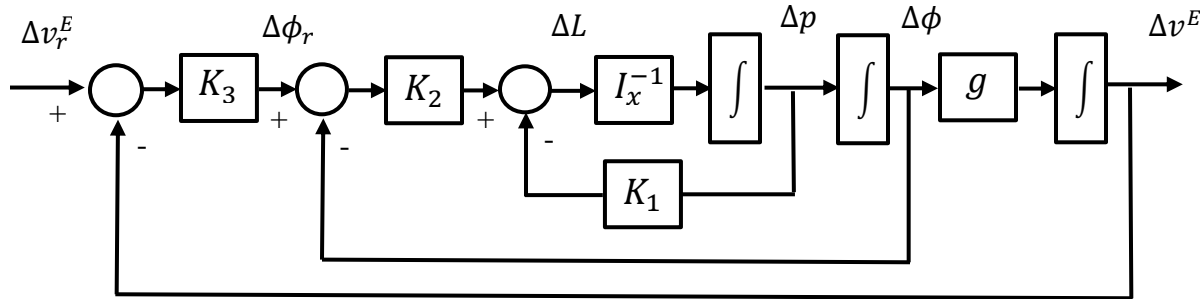 Δv_r^E Δϕ_r ΔL Δp Δϕ Δv^E
K_3 K_2 I_x^{-1} ∫ ∫ g ∫
+ + +
- - -
K_1